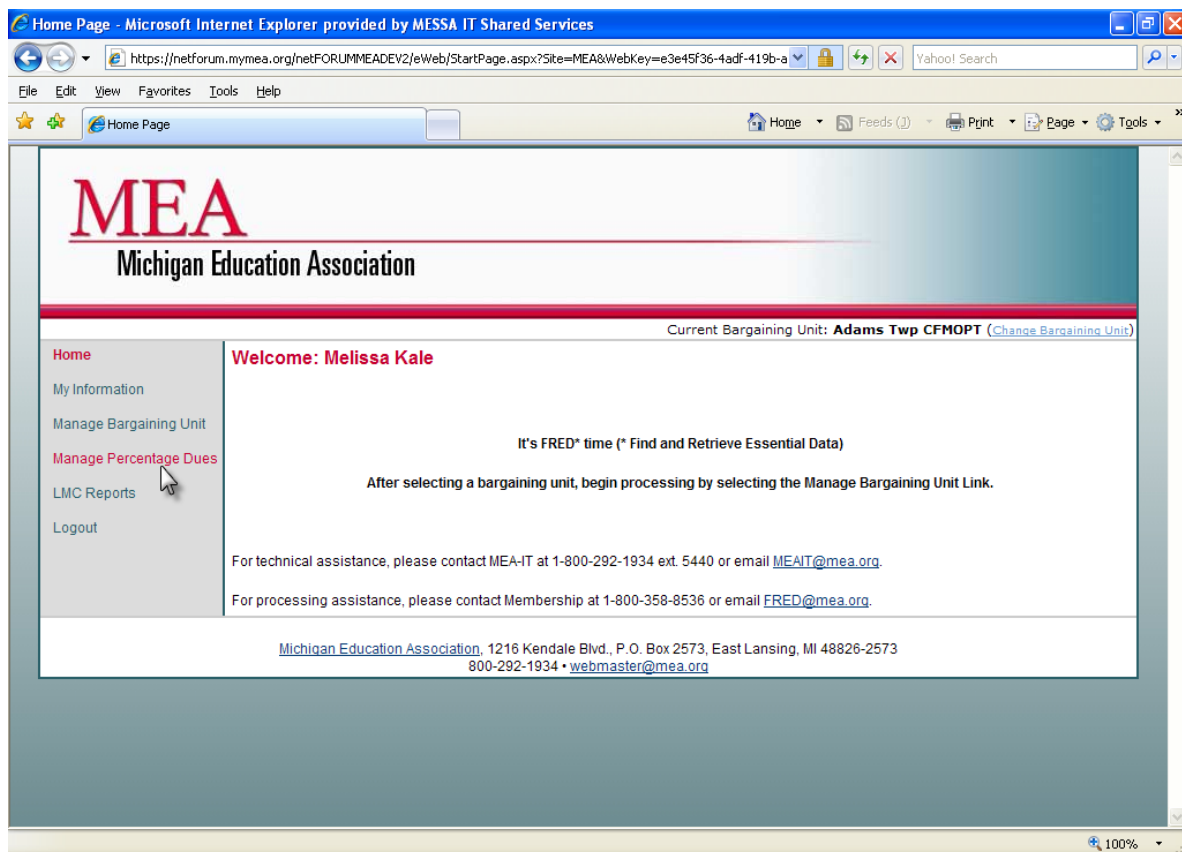 Home Page - Microsoft Internet Explorer provided by MESSA IT Shared Services
https://netforum.mymea.org/netFORUMMEADEV2/eWeb/StartPage.aspx?Site=MEA&WebKey=e3e45f36-4adf-419b-a Yahoo! Search
File Edit View Favorites Tools Help
Home Page Home Feeds (J) Print Page Tools »
MEA
Michigan Education Association
Current Bargaining Unit: Adams Twp CFMOPT (Change Bargaining Unit)
Home
My Information
Manage Bargaining Unit
Manage Percentage Dues
LMC Reports
Logout
Welcome: Melissa Kale
It's FRED* time (* Find and Retrieve Essential Data)
After selecting a bargaining unit, begin processing by selecting the Manage Bargaining Unit Link.
For technical assistance, please contact MEA-IT at 1-800-292-1934 ext. 5440 or email MEAIT@mea.org.
For processing assistance, please contact Membership at 1-800-358-8536 or email FRED@mea.org.
Michigan Education Association, 1216 Kendale Blvd., P.O. Box 2573, East Lansing, MI 48826-2573
800-292-1934 • webmaster@mea.org
100%